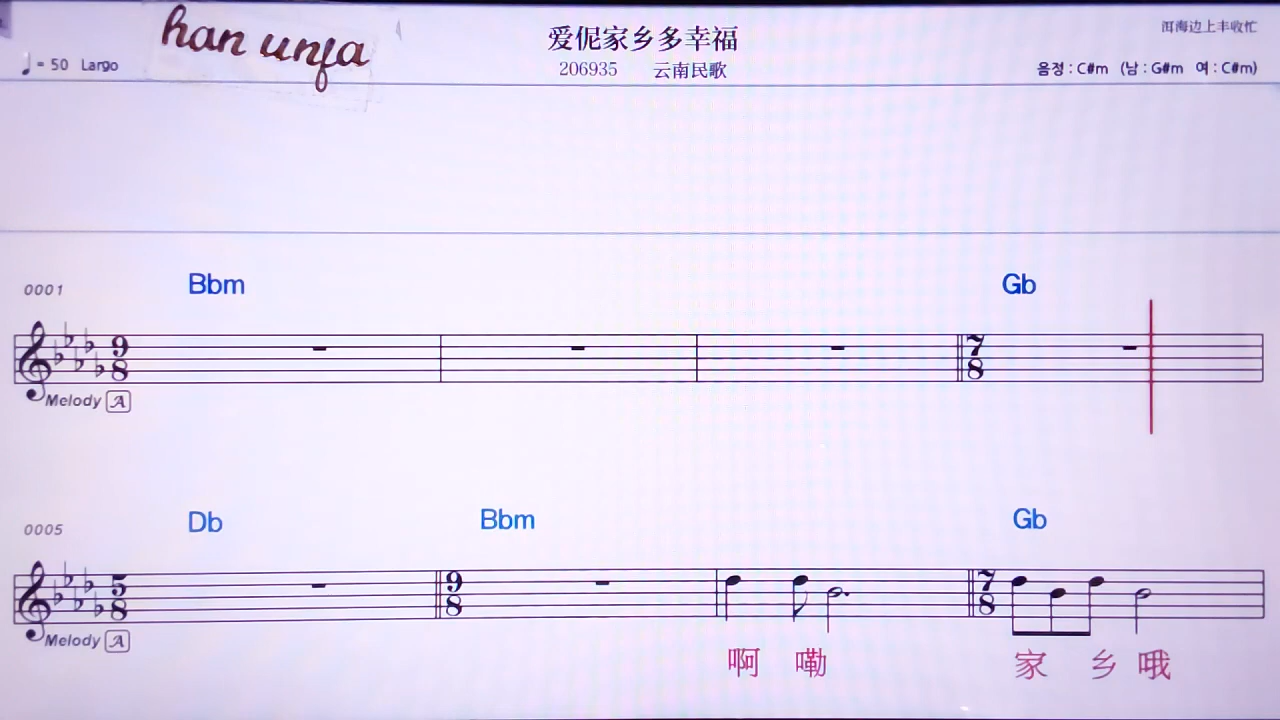 han unfa
爱伲家乡多幸福
洱海边上丰收忙
♩= 50 Largo
206935 云南民歌
음정 : C#m (남 : G#m 여 : C#m)
0001
Bbm Gb
9/8 7/8
Melody A
0005
Db Bbm Gb
5/8 9/8 7/8
Melody A
啊 嘞 家 乡 哦